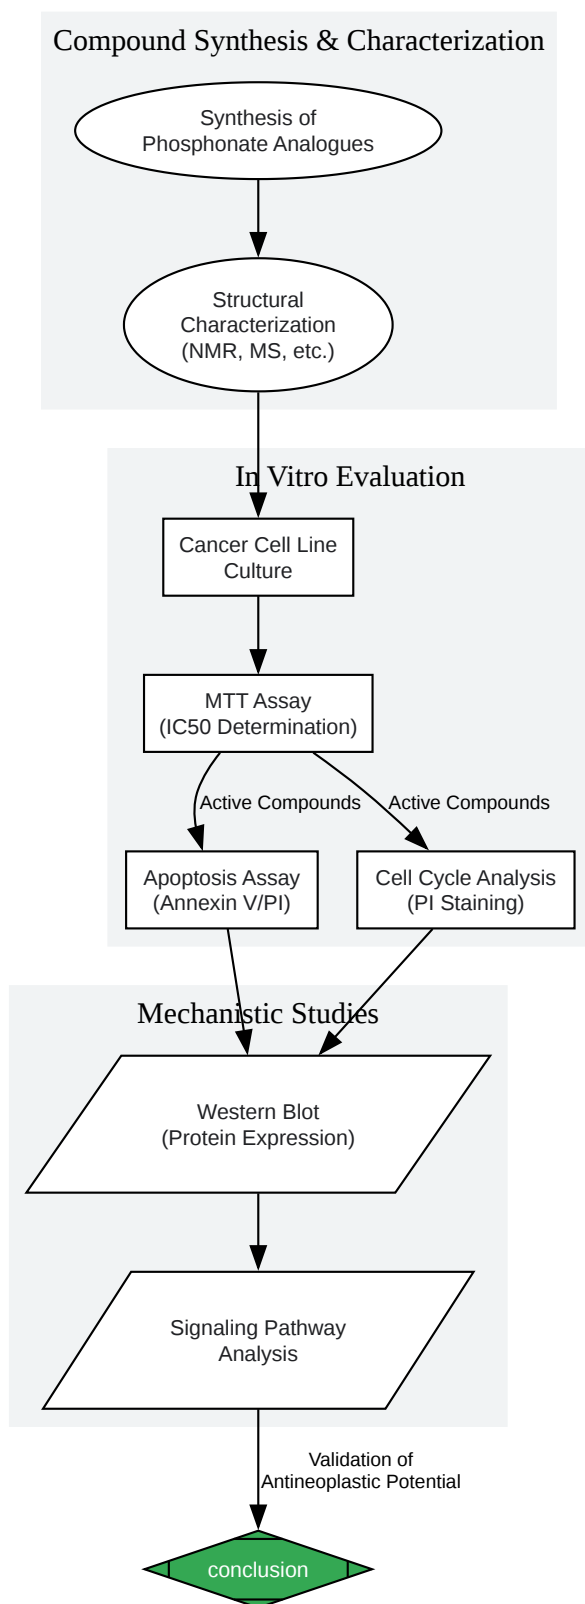 Compound Synthesis & Characterization
Synthesis of
Phosphonate Analogues
Structural
Characterization
(NMR, MS, etc.)
In Vitro Evaluation
Cancer Cell Line
Culture
MTT Assay
(IC50 Determination)
Active Compounds
Active Compounds
Apoptosis Assay
(Annexin V/PI)
Cell Cycle Analysis
(PI Staining)
Mechanistic Studies
Western Blot
(Protein Expression)
Signaling Pathway
Analysis
Validation of
Antineoplastic Potential
conclusion